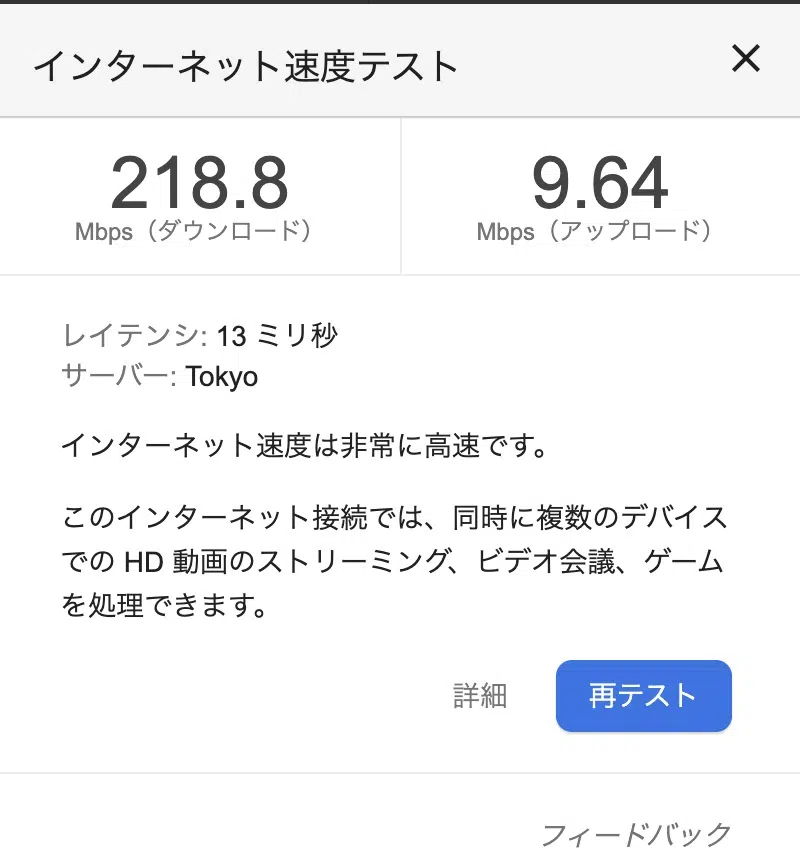 インターネット速度テスト
218.8
Mbps（ダウンロード）
9.64
Mbps（アップロード）
レイテンシ: 13 ミリ秒
サーバー: Tokyo
インターネット速度は非常に高速です。
このインターネット接続では、同時に複数のデバイス
での HD 動画のストリーミング、ビデオ会議、ゲーム
を処理できます。
詳細
再テスト
フィードバック